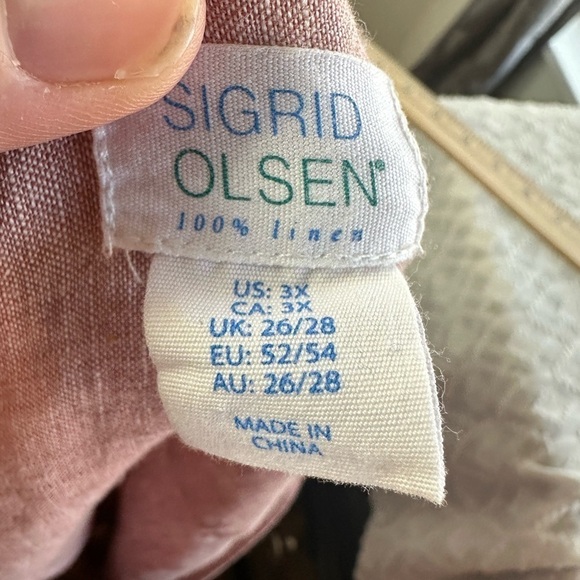 SIGRID
OLSEN®
100% linen
US: 3X
CA: 3X
UK: 26/28
EU: 52/54
AU: 26/28
MADE IN
CHINA